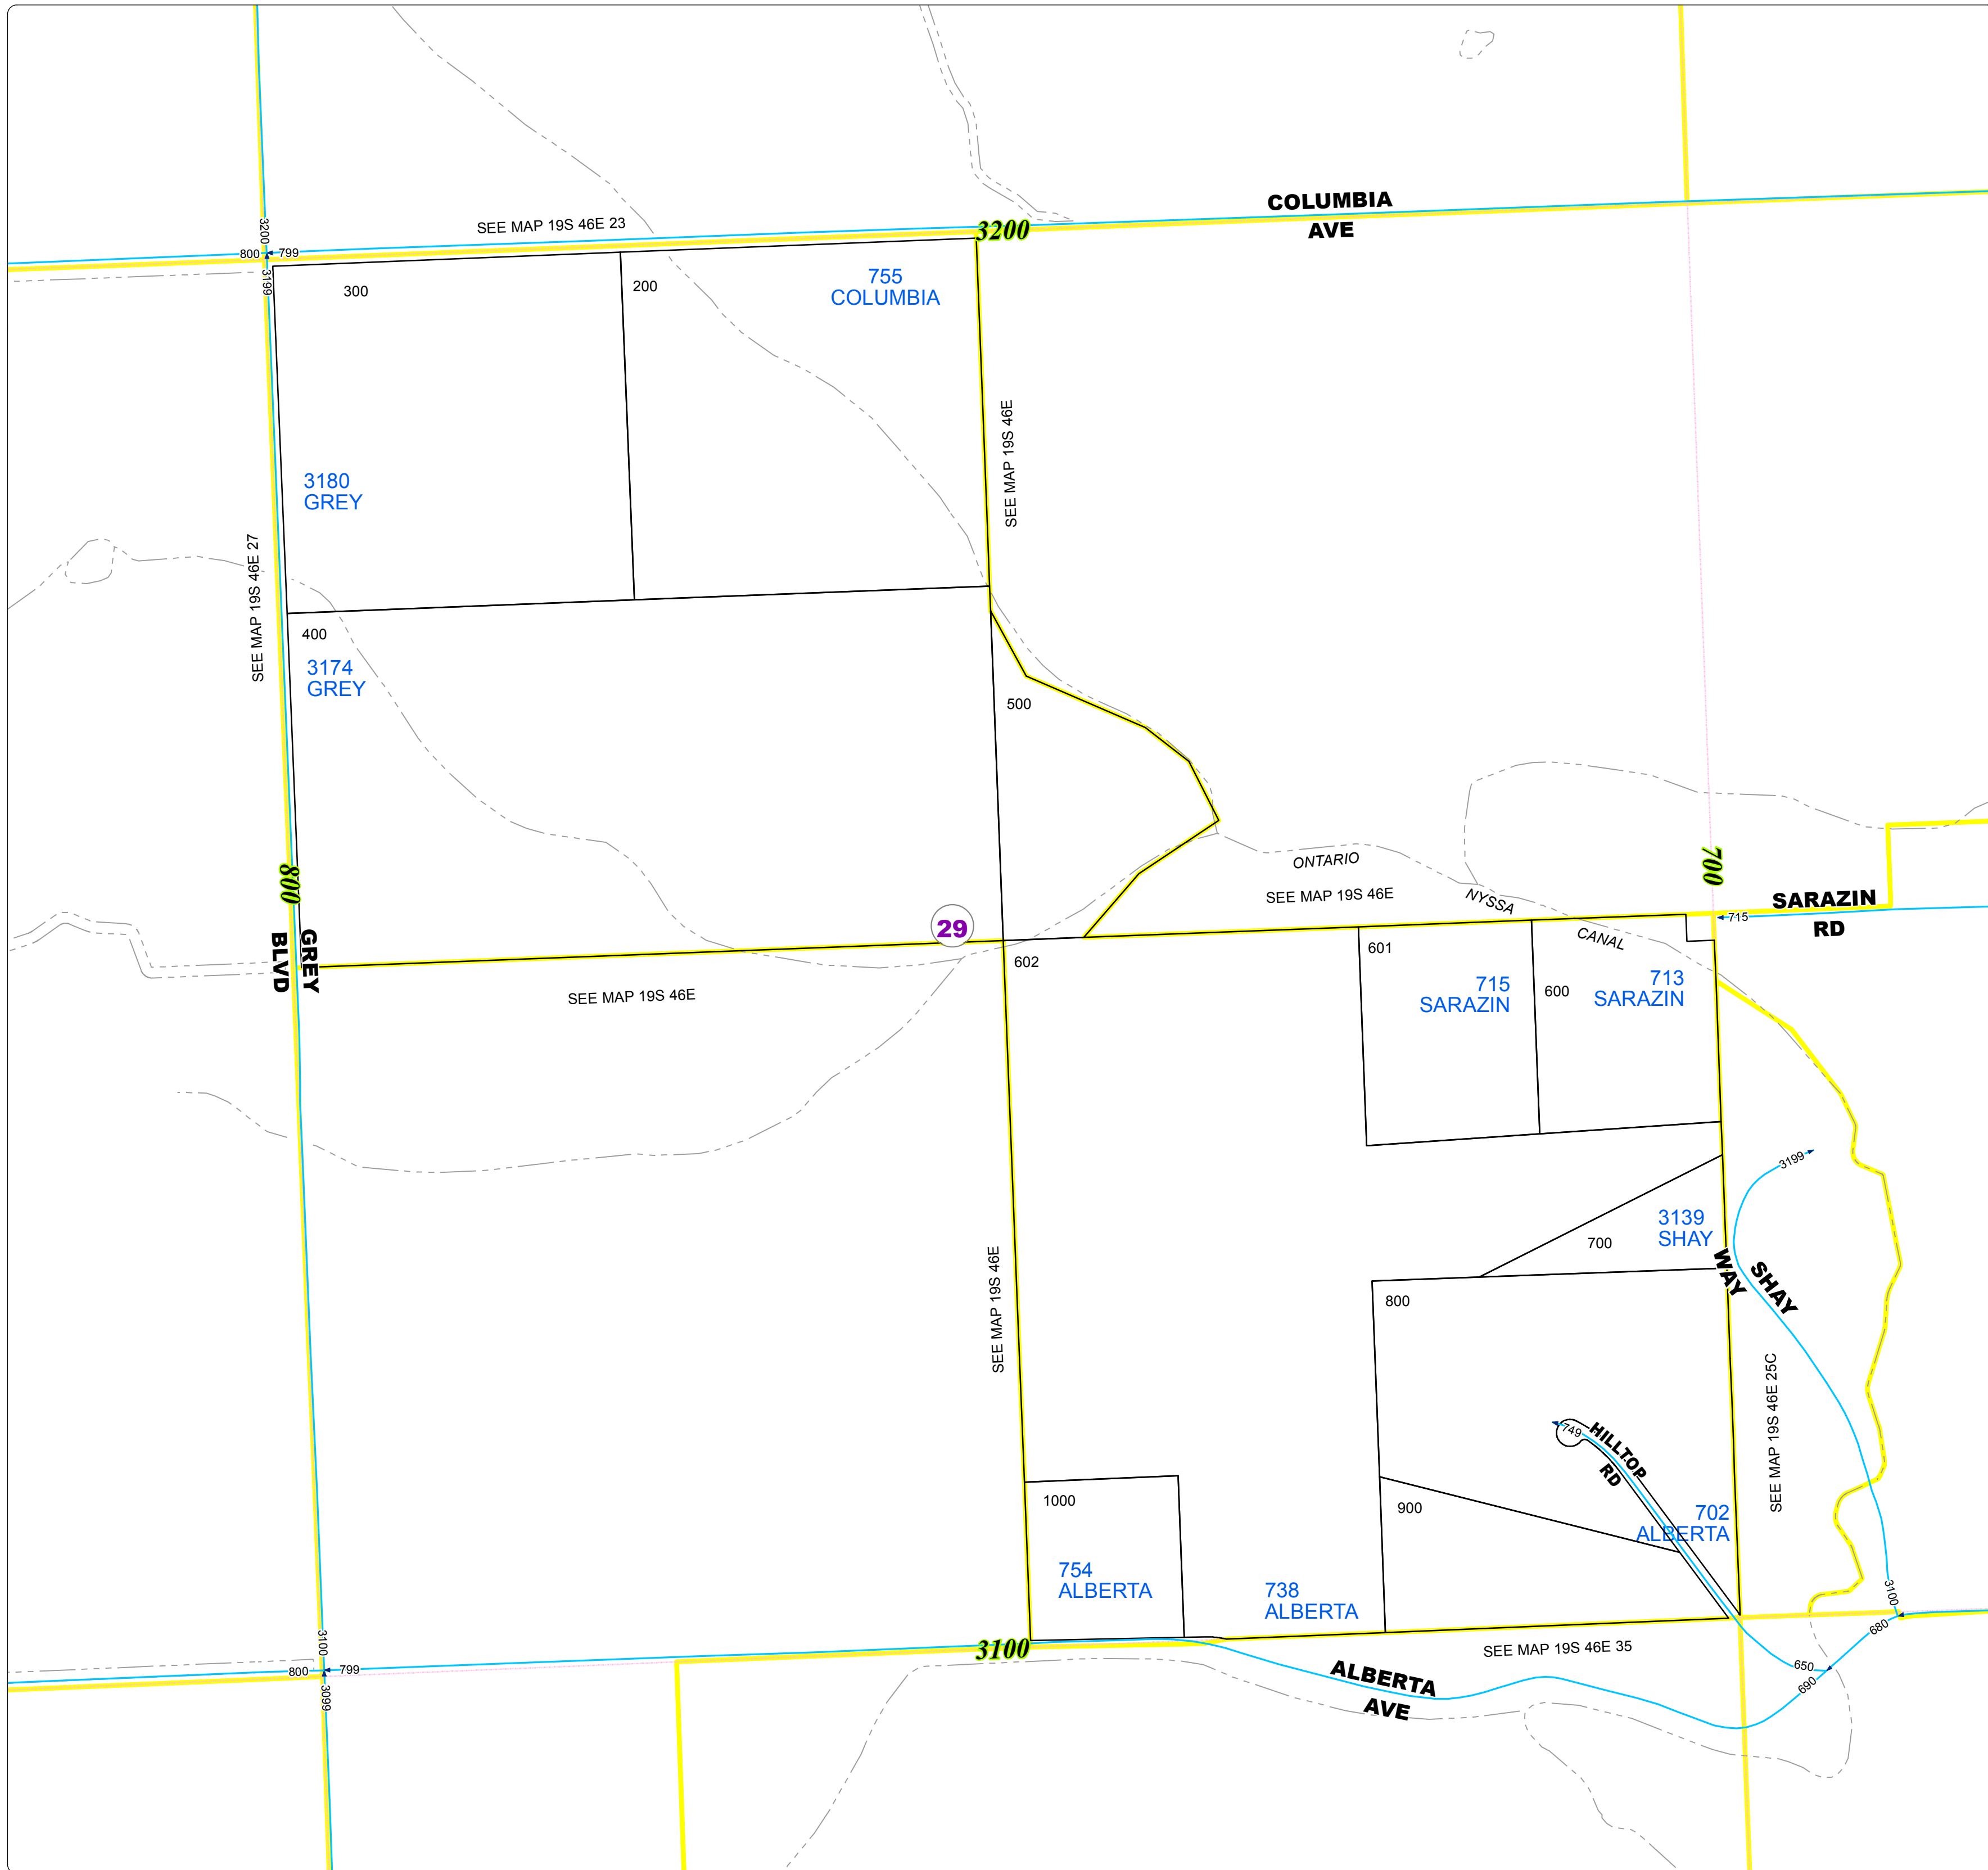 COLUMBIA
AVE
3200
SEE MAP 19S 46E 23
3200
800
799
3199
300
200
755
COLUMBIA
SEE MAP 19S 46E
3180
GREY
SEE MAP 19S 46E 27
400
3174
GREY
500
800
GREY
BLVD
29
ONTARIO
SEE MAP 19S 46E
NYSSA
CANAL
700
715
SARAZIN
RD
602
601
715
SARAZIN
600
713
SARAZIN
SEE MAP 19S 46E
3199
3139
SHAY
700
SHAY
WAY
SEE MAP 19S 46E
800
SEE MAP 19S 46E 25C
749
HILLTOP
RD
1000
900
702
ALBERTA
754
ALBERTA
738
ALBERTA
3100
3100
SEE MAP 19S 46E 35
680
650
690
3100
800
799
3099
ALBERTA
AVE